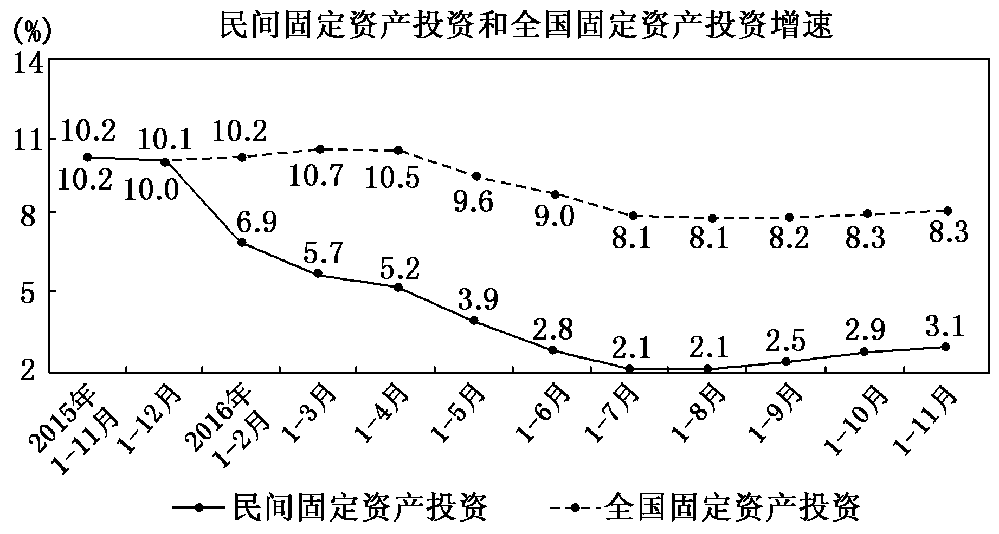 民间固定资产投资和全国固定资产投资增速
(%)
14
11
8
5
2
10.2
10.1
10.2
10.7
10.5
9.6
9.0
8.1
8.1
8.2
8.3
8.3
10.2
10.0
6.9
5.7
5.2
3.9
2.8
2.1
2.1
2.5
2.9
3.1
2015年
1-11月
1-12月
2016年
1-2月
1-3月
1-4月
1-5月
1-6月
1-7月
1-8月
1-9月
1-10月
1-11月
民间固定资产投资
全国固定资产投资